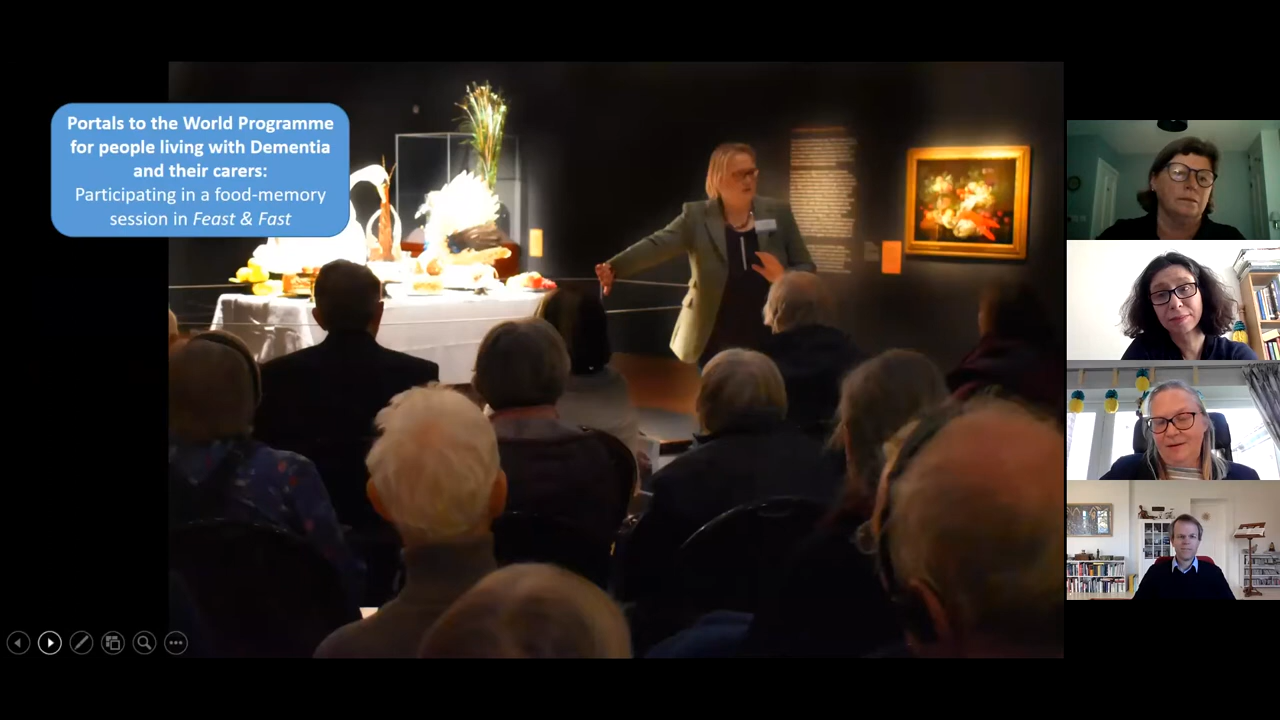 Portals to the World Programme
for people living with Dementia
and their carers:
Participating in a food-memory
session in Feast & Fast